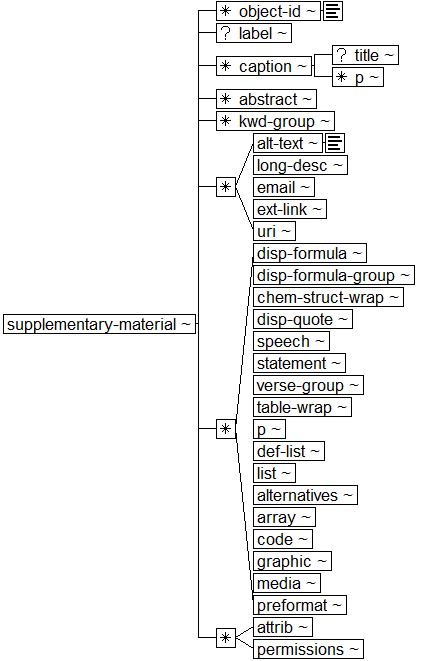 * object-id ~
? label ~
? title ~
* caption ~
* p ~
* abstract ~
* kwd-group ~
alt-text ~
long-desc ~
* email ~
ext-link ~
uri ~
disp-formula ~
disp-formula-group ~
chem-struct-wrap ~
supplementary-material ~ disp-quote ~
speech ~
statement ~
verse-group ~
table-wrap ~
* p ~
def-list ~
list ~
alternatives ~
array ~
code ~
graphic ~
media ~
preformat ~
* attrib ~
permissions ~